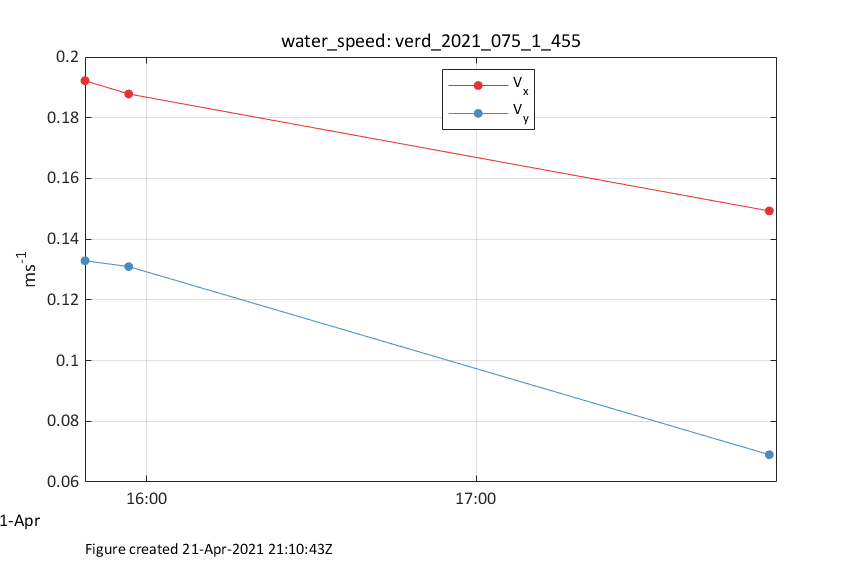 water_speed: verd_2021_075_1_455
0.2
0.18
0.16
0.14
0.12
0.1
0.08
0.06
ms-1
Vx
Vy
16:00
17:00
1-Apr
Figure created 21-Apr-2021 21:10:43Z